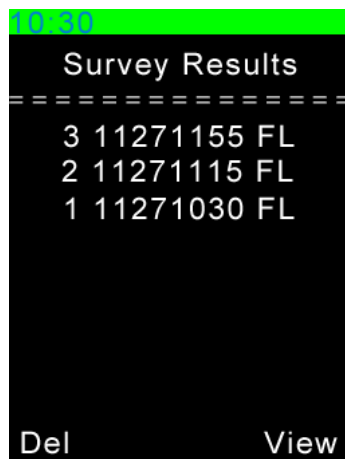 10:30
Survey Results
===============
3 11271155 FL
2 11271115 FL
1 11271030 FL
Del View